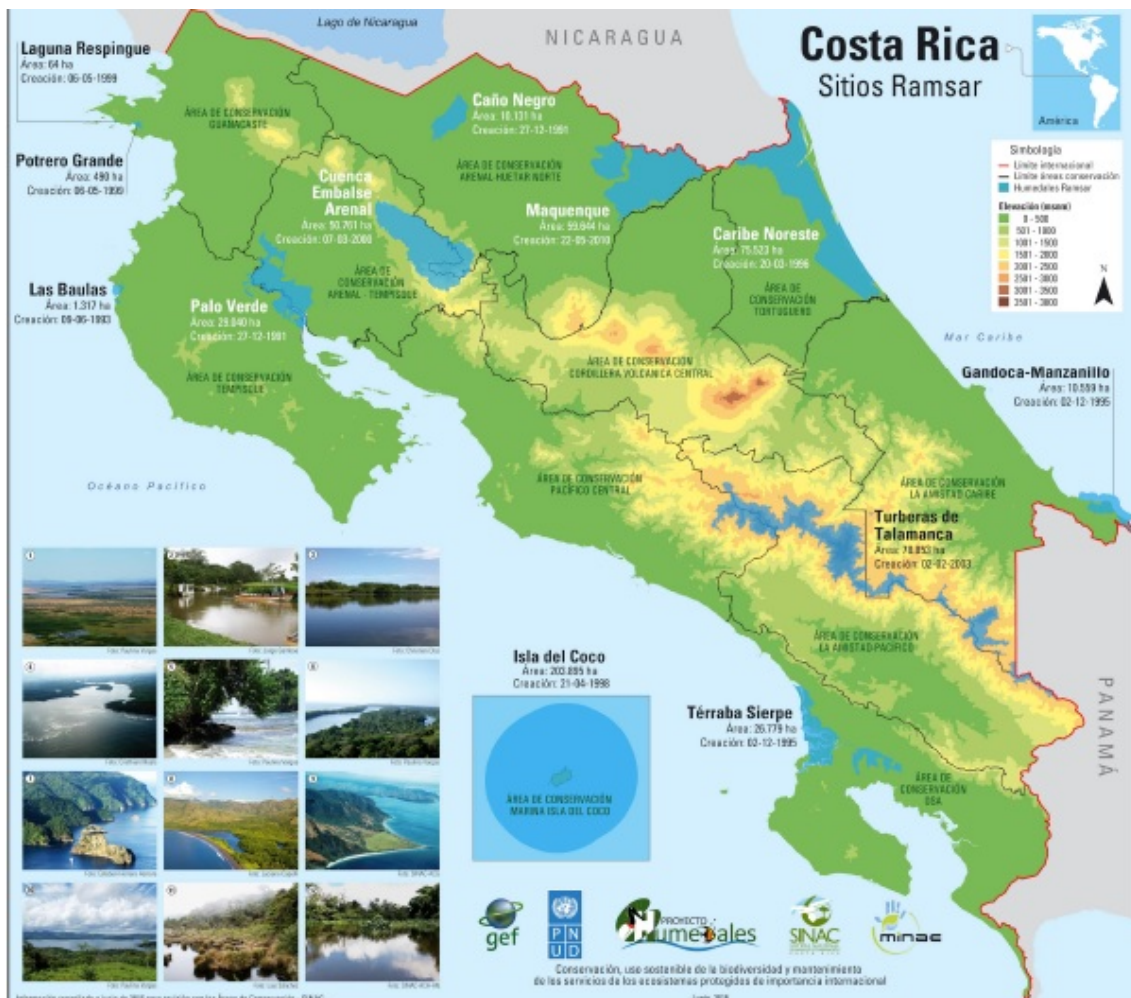 Costa Rica
Sitios Ramsar
América
Lago de Nicaragua
NICARAGUA
Laguna Respingue
Área: 64 ha
Creación: 06-05-1999
ÁREA DE CONSERVACIÓN
GUANACASTE
Potrero Grande
Área: 490 ha
Creación: 06-05-1999
Caño Negro
Área: 10.131 ha
Creación: 27-12-1991
ÁREA DE CONSERVACIÓN
ARENAL-HUETAR NORTE
Cuenca
Embalse
Arenal
Área: 50.761 ha
Creación: 07-03-2000
Maquenque
Área: 59.644 ha
Creación: 22-05-2010
Caribe Noreste
Área: 75.523 ha
Creación: 20-03-1996
Simbología
Límite internacional
Límite áreas conservación
Humedales Ramsar
Elevación (msnm)
0 - 500
501 - 1000
1001 - 1500
1501 - 2000
2001 - 2500
2501 - 3000
3001 - 3500
N
Las Baulas
Área: 1.317 ha
Creación: 09-06-1993
Palo Verde
Área: 29.040 ha
Creación: 27-12-1991
ÁREA DE
CONSERVACIÓN
ARENAL - TEMPISQUE
ÁREA DE
CONSERVACIÓN
TORTUGUERO
Mar Caribe
ÁREA DE CONSERVACIÓN
TEMPISQUE
ÁREA DE CONSERVACIÓN
CORDILLERA VOLCANICA CENTRAL
Gandoca-Manzanillo
Área: 10.559 ha
Creación: 02-12-1995
Océano Pacífico
ÁREA DE CONSERVACIÓN
PACÍFICO CENTRAL
ÁREA DE CONSERVACIÓN
LA AMISTAD CARIBE
Turberas de
Talamanca
Área: 70.853 ha
Creación: 02-02-2003
ÁREA DE CONSERVACIÓN
LA AMISTAD PACÍFICO
PANAMÁ
Isla del Coco
Área: 203.895 ha
Creación: 21-04-1998
ÁREA DE CONSERVACIÓN
MARINA ISLA DEL COCO
Térraba Sierpe
Área: 26.779 ha
Creación: 02-12-1995
ÁREA DE
CONSERVACIÓN
OSA
gef
PNUD
PROYECTO
Humedales
SINAC
minae
Conservación, uso sostenible de la biodiversidad y mantenimiento
de los servicios de los ecosistemas protegidos de importancia internacional